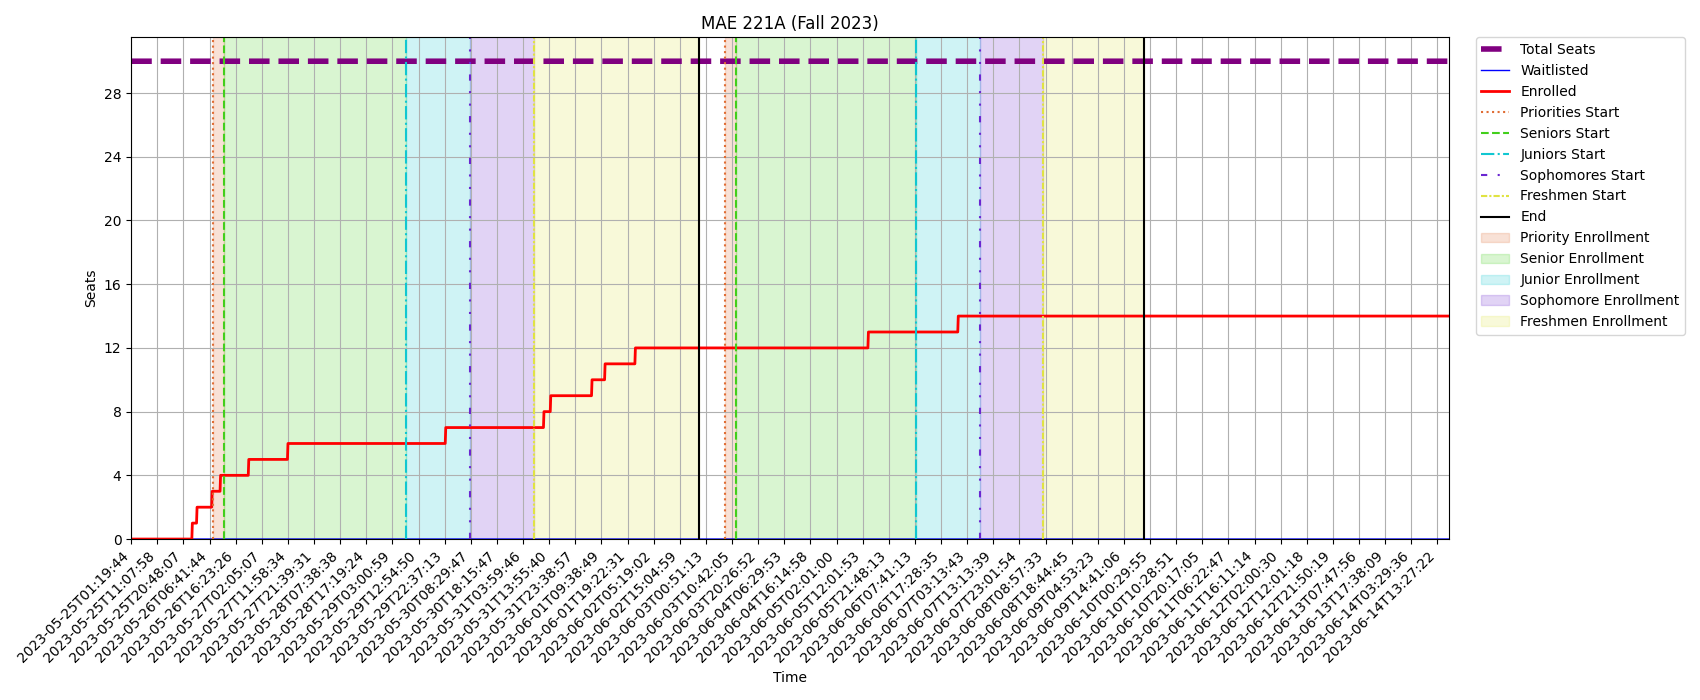 MAE 221A (Fall 2023)
Total Seats
Waitlisted
Enrolled
Priorities Start
Seniors Start
Juniors Start
Sophomores Start
Freshmen Start
End
Priority Enrollment
Senior Enrollment
Junior Enrollment
Sophomore Enrollment
Freshmen Enrollment
Seats
28
24
20
16
12
8
4
0
2023-05-25T01:19:44
2023-05-25T11:07:58
2023-05-25T20:48:07
2023-05-26T06:41:44
2023-05-26T16:23:26
2023-05-27T02:05:07
2023-05-27T11:58:34
2023-05-27T21:39:31
2023-05-28T07:38:38
2023-05-28T17:19:24
2023-05-29T03:00:59
2023-05-29T12:54:50
2023-05-29T22:37:13
2023-05-30T08:29:47
2023-05-30T18:15:47
2023-05-31T03:59:46
2023-05-31T13:55:40
2023-05-31T23:38:57
2023-06-01T09:38:49
2023-06-01T19:22:31
2023-06-02T05:19:02
2023-06-02T15:04:59
2023-06-03T00:51:13
2023-06-03T10:42:05
2023-06-03T20:26:52
2023-06-04T06:29:53
2023-06-04T16:14:58
2023-06-05T02:01:00
2023-06-05T12:01:53
2023-06-05T21:48:13
2023-06-06T07:41:13
2023-06-06T17:28:35
2023-06-07T03:13:43
2023-06-07T13:13:39
2023-06-07T23:01:54
2023-06-08T08:57:33
2023-06-08T18:44:45
2023-06-09T04:53:23
2023-06-09T14:41:06
2023-06-10T00:29:55
2023-06-10T10:28:51
2023-06-10T20:17:05
2023-06-11T06:22:47
2023-06-11T16:11:14
2023-06-12T02:00:30
2023-06-12T12:01:18
2023-06-12T21:50:19
2023-06-13T07:47:56
2023-06-13T17:38:09
2023-06-14T03:29:36
2023-06-14T13:27:22
Time